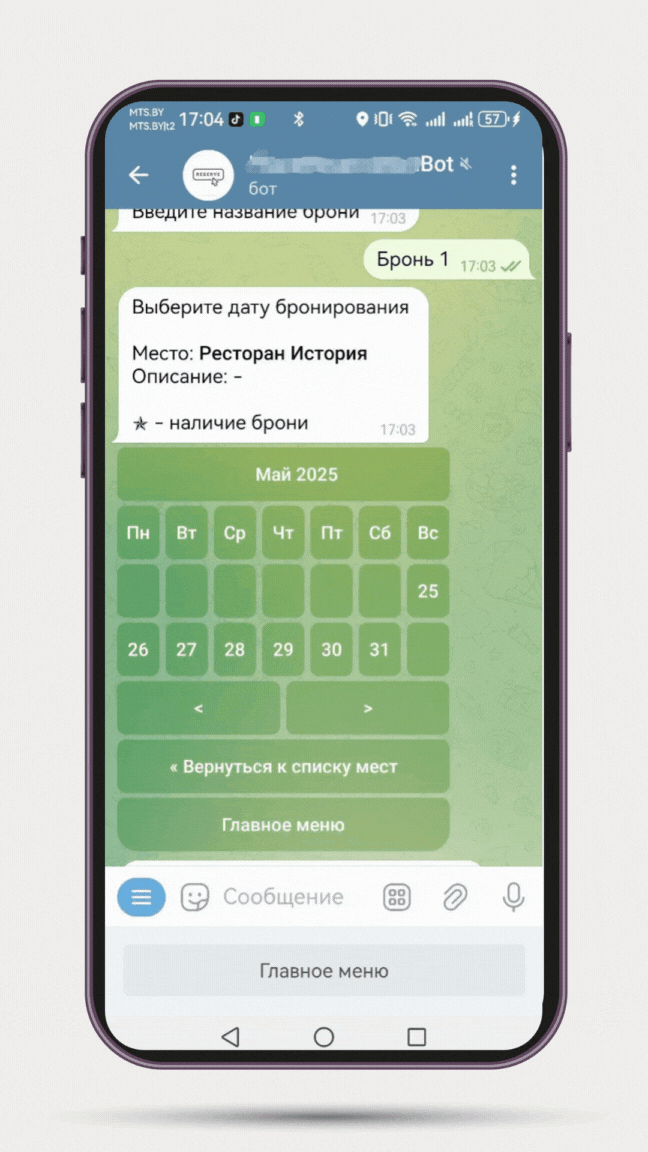 MTS.BY
MTS.BY|t2
17:04
57
RESERVE
Bot
бот
Введите название брони 17:03
Бронь 1 17:03
Выберите дату бронирования
Место: Ресторан История
Описание: -
✯ - наличие брони 17:03
Май 2025
Пн Вт Ср Чт Пт Сб Вс
25
26 27 28 29 30 31
< >
« Вернуться к списку мест
Главное меню
Сообщение
Главное меню